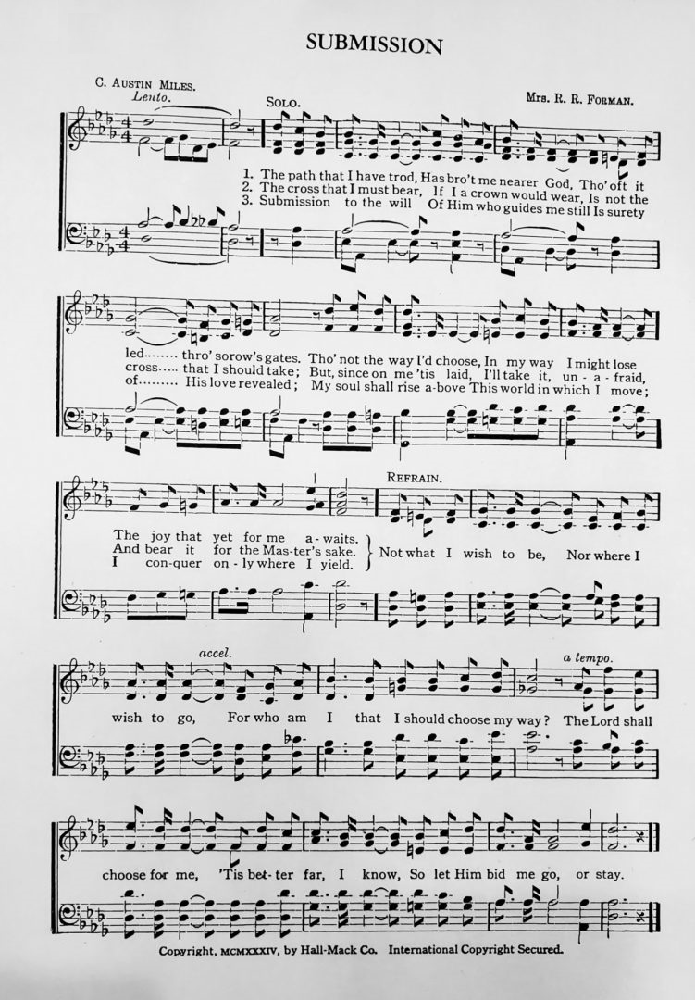 SUBMISSION
C. AUSTIN MILES.
Lento.
SOLO.
MRS. R. R. FORMAN.
1. The path that I have trod, Has bro't me nearer God, Tho' oft it
2. The cross that I must bear, If I a crown would wear, Is not the
3. Submission to the will Of Him who guides me still Is surety
led........ thro' sorow's gates. Tho' not the way I'd choose, In my way I might lose
cross..... that I should take; But, since on me 'tis laid, I'll take it, un - a - fraid,
of......... His love revealed; My soul shall rise a-bove This world in which I move;
REFRAIN.
The joy that yet for me a - waits.
And bear it for the Mas-ter's sake.
I con-quer on - ly where I yield.
Not what I wish to be, Nor where I
accel.
a tempo.
wish to go, For who am I that I should choose my way? The Lord shall
choose for me, 'Tis bet- ter far, I know, So let Him bid me go, or stay.
Copyright, MCMXXXIV, by Hall-Mack Co. International Copyright Secured.